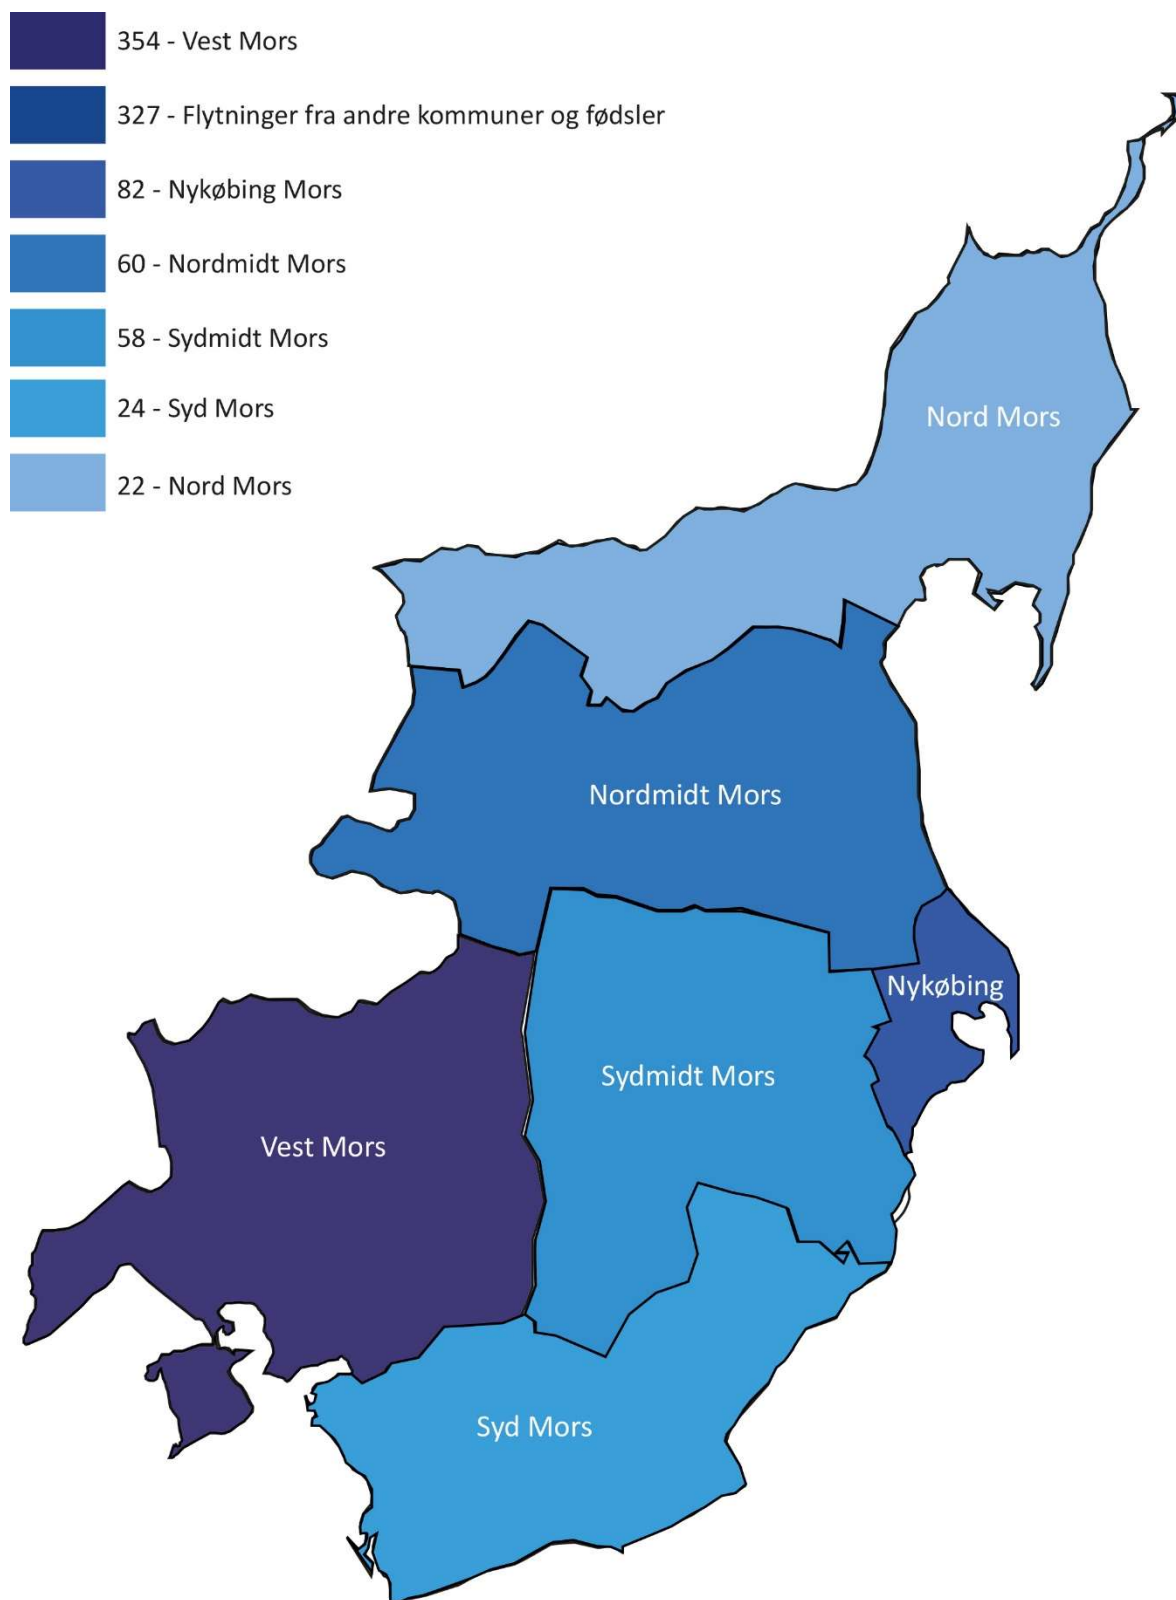 354 - Vest Mors
327 - Flytninger fra andre kommuner og fødsler
82 - Nykøbing Mors
60 - Nordmidt Mors
58 - Sydmidt Mors
24 - Syd Mors
22 - Nord Mors
Nord Mors
Nordmidt Mors
Nykøbing
Sydmidt Mors
Vest Mors
Syd Mors